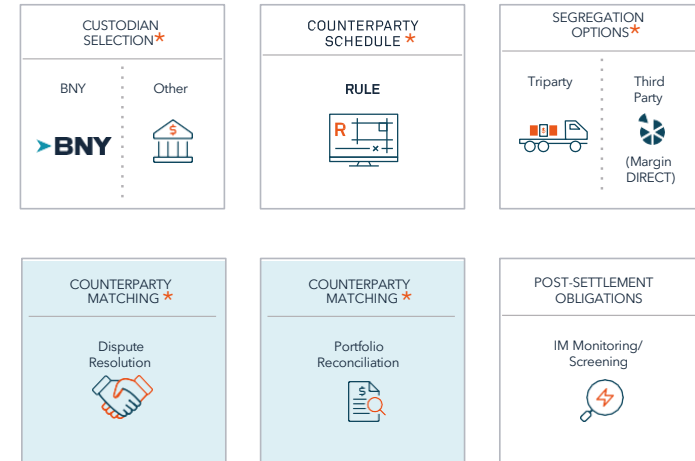 CUSTODIAN
SELECTION*
BNY
Other
BNY
$
COUNTERPARTY
SCHEDULE *
RULE
R
SEGREGATION
OPTIONS*
Triparty
Third
Party
$
(Margin
DIRECT)
COUNTERPARTY
MATCHING *
Dispute
Resolution
COUNTERPARTY
MATCHING *
Portfolio
Reconciliation
$
POST-SETTLEMENT
OBLIGATIONS
IM Monitoring/
Screening